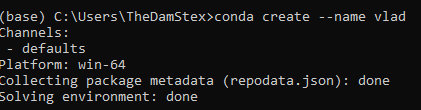 (base) C:\Users\TheDamStex>conda create --name vlad
Channels:
 - defaults
Platform: win-64
Collecting package metadata (repodata.json): done
Solving environment: done